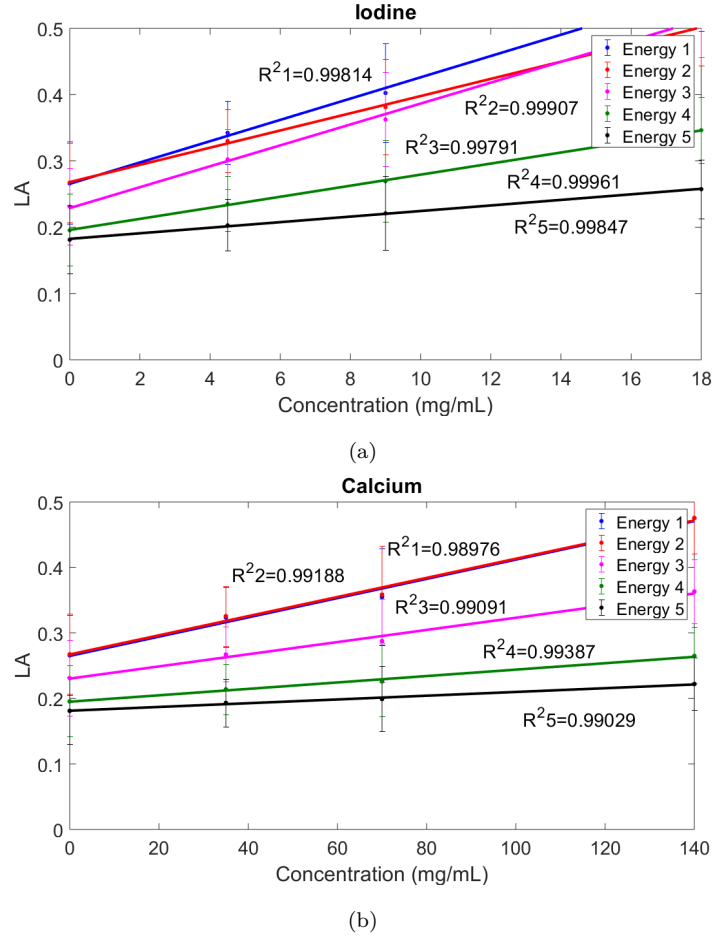 Iodine
0.5
0.4
0.3
0.2
0.1
0
LA
R²1=0.99814
R²2=0.99907
R²3=0.99791
R²4=0.99961
R²5=0.99847
Energy 1
Energy 2
Energy 3
Energy 4
Energy 5
0 2 4 6 8 10 12 14 16 18
Concentration (mg/mL)
(a)
Calcium
0.5
0.4
0.3
0.2
0.1
0
LA
R²1=0.98976
R²2=0.99188
R²3=0.99091
R²4=0.99387
R²5=0.99029
Energy 1
Energy 2
Energy 3
Energy 4
Energy 5
0 20 40 60 80 100 120 140
Concentration (mg/mL)
(b)